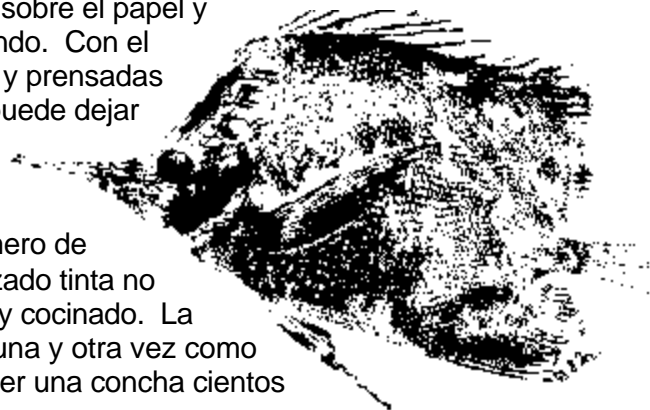 sobre el papel y
ndo.  Con el
y prensadas
puede dejar
nero de
zado tinta no
y cocinado.  La
una y otra vez como
er una concha cientos